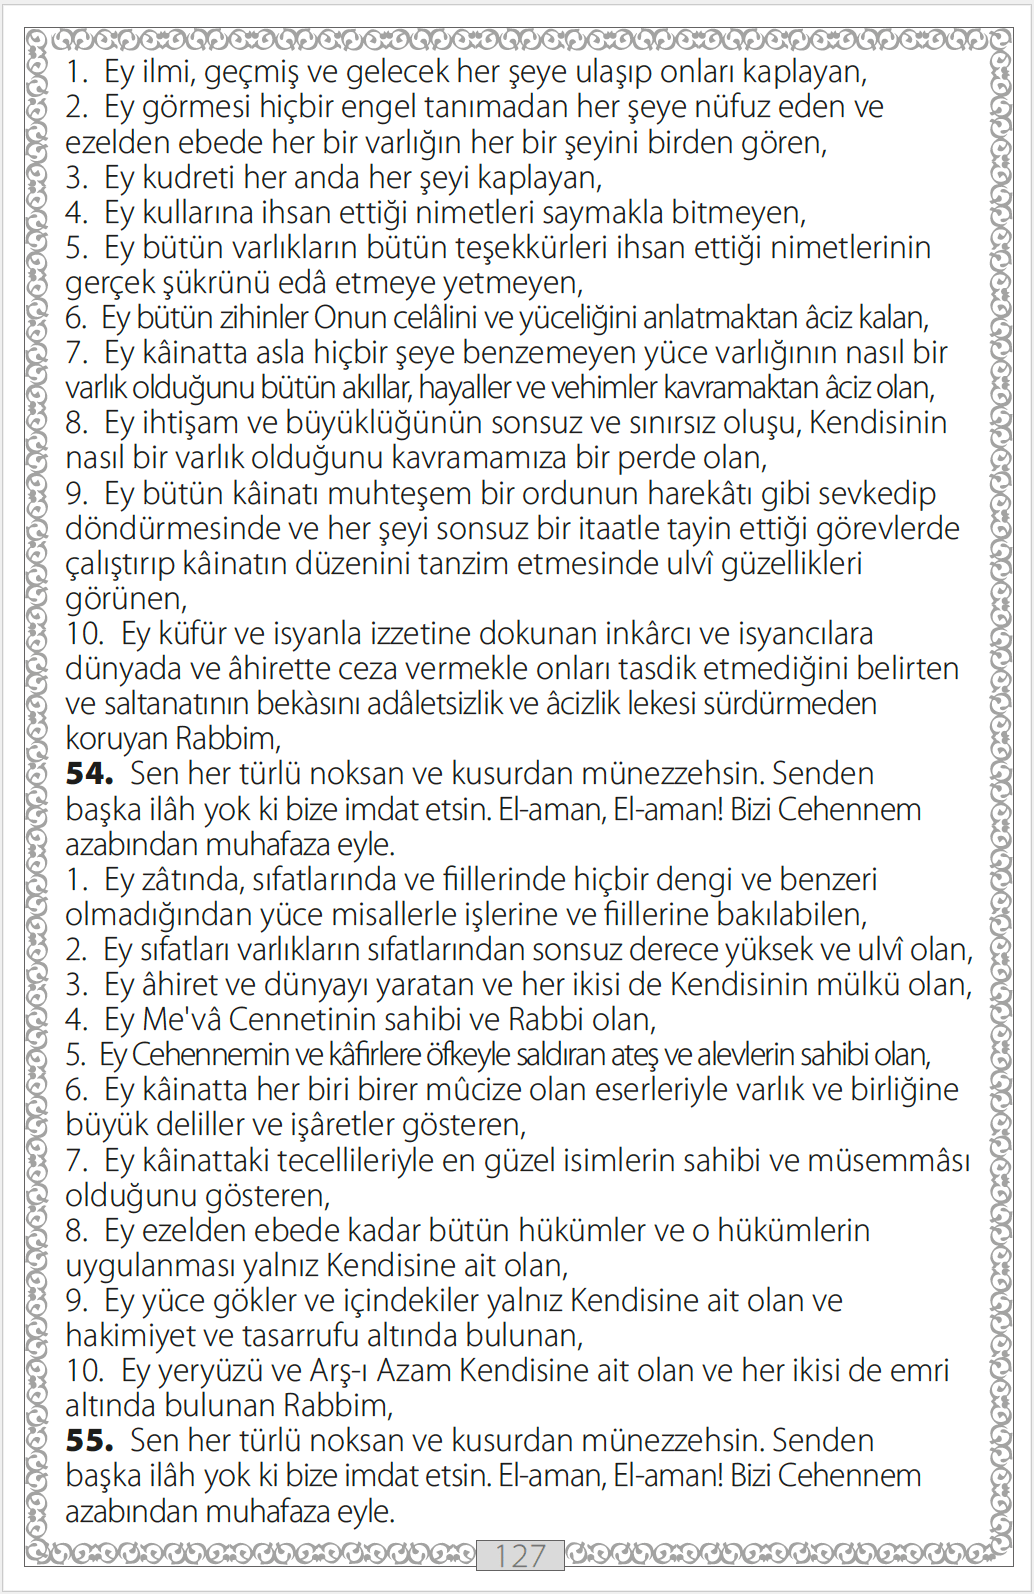 1. Ey ilmi, geçmiş ve gelecek her şeye ulaşıp onları kaplayan,
2. Ey görmesi hiçbir engel tanımadan her şeye nüfuz eden ve
ezelden ebede her bir varlığın her bir şeyini birden gören,
3. Ey kudreti her anda her şeyi kaplayan,
4. Ey kullarına ihsan ettiği nimetleri saymakla bitmeyen,
5. Ey bütün varlıkların bütün teşekkürleri ihsan ettiği nimetlerinin
gerçek şükrünü edâ etmeye yetmeyen,
6. Ey bütün zihinler Onun celâlini ve yüceliğini anlatmaktan âciz kalan,
7. Ey kâinatta asla hiçbir şeye benzemeyen yüce varlığının nasıl bir
varlık olduğunu bütün akıllar, hayaller ve vehimler kavramaktan âciz olan,
8. Ey ihtişam ve büyüklüğünün sonsuz ve sınırsız oluşu, Kendisinin
nasıl bir varlık olduğunu kavramamıza bir perde olan,
9. Ey bütün kâinatı muhteşem bir ordunun harekâtı gibi sevkedip
döndürmesinde ve her şeyi sonsuz bir itaatle tayin ettiği görevlerde
çalıştırıp kâinatın düzenini tanzim etmesinde ulvî güzellikleri
görünen,
10. Ey küfür ve isyanla izzetine dokunan inkârcı ve isyancılara
dünyada ve âhirette ceza vermekle onları tasdik etmediğini belirten
ve saltanatının bekàsını adâletsizlik ve âcizlik lekesi sürdürmeden
koruyan Rabbim,
54. Sen her türlü noksan ve kusurdan münezzehsin. Senden
başka ilâh yok ki bize imdat etsin. El-aman, El-aman! Bizi Cehennem
azabından muhafaza eyle.
1. Ey zâtında, sıfatlarında ve fiillerinde hiçbir dengi ve benzeri
olmadığından yüce misallerle işlerine ve fiillerine bakılabilen,
2. Ey sıfatları varlıkların sıfatlarından sonsuz derece yüksek ve ulvî olan,
3. Ey âhiret ve dünyayı yaratan ve her ikisi de Kendisinin mülkü olan,
4. Ey Me'vâ Cennetinin sahibi ve Rabbi olan,
5. Ey Cehennemin ve kâfirlere öfkeyle saldıran ateş ve alevlerin sahibi olan,
6. Ey kâinatta her biri birer mûcize olan eserleriyle varlık ve birliğine
büyük deliller ve işâretler gösteren,
7. Ey kâinattaki tecellileriyle en güzel isimlerin sahibi ve müsemmâsı
olduğunu gösteren,
8. Ey ezelden ebede kadar bütün hükümler ve o hükümlerin
uygulanması yalnız Kendisine ait olan,
9. Ey yüce gökler ve içindekiler yalnız Kendisine ait olan ve
hakimiyet ve tasarrufu altında bulunan,
10. Ey yeryüzü ve Arş-ı Azam Kendisine ait olan ve her ikisi de emri
altında bulunan Rabbim,
55. Sen her türlü noksan ve kusurdan münezzehsin. Senden
başka ilâh yok ki bize imdat etsin. El-aman, El-aman! Bizi Cehennem
azabından muhafaza eyle.
127